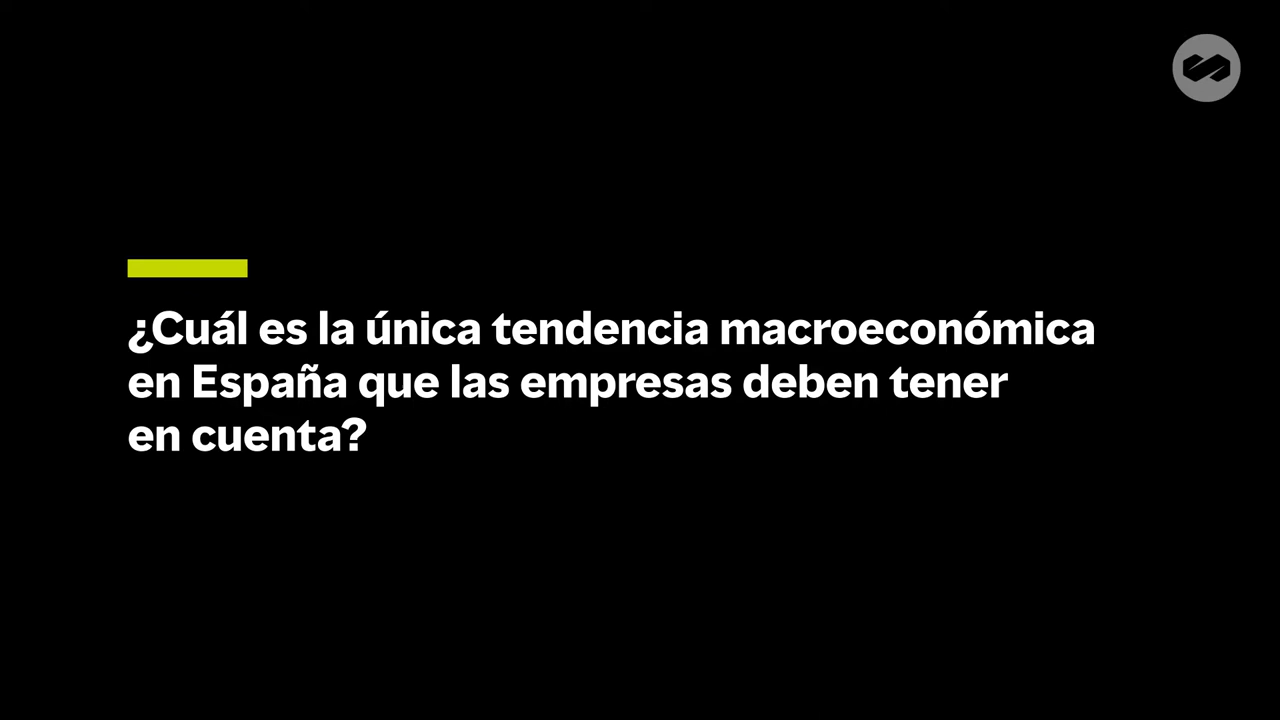 ¿Cuál es la única tendencia macroeconómica
en España que las empresas deben tener
en cuenta?